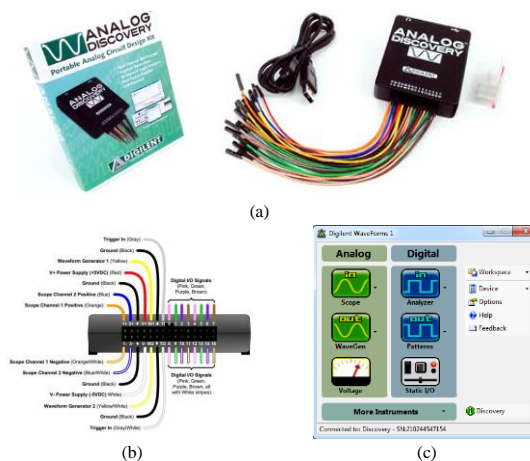 ANALOG
DISCOVERY
Portable Analog Circuit Design Kit
DIGILENT
ANALOG
DISCOVERY
(a)
Trigger In (Gray)
Ground (Black)
Waveform Generator 1 (Yellow)
V+ Power Supply (+5VDC) (Red)
Ground (Black)
Scope Channel 2 Positive (Blue)
Scope Channel 1 Positive (Orange)
Digital I/O Signals
(Pink, Green,
Purple, Brown)
Scope Channel 1 Negative (Orange/White)
Scope Channel 2 Negative (Blue/White)
Ground (Black)
V- Power Supply (-5VDC) White)
Waveform Generator 2 (Yellow/White)
Ground (Black)
Trigger In (Gray/White)
Digital I/O Signals
(Pink, Green,
Purple, Brown, all
with White stripes)
(b)
Digilent WaveForms 1
Analog
Digital
in
Scope
in
Analyzer
out
WaveGen
out
Patterns
Voltage
Static I/O
More Instruments
Workspace
Device
Options
Help
Feedback
Discovery
Connected to: Discovery - SN:210244547154
(c)